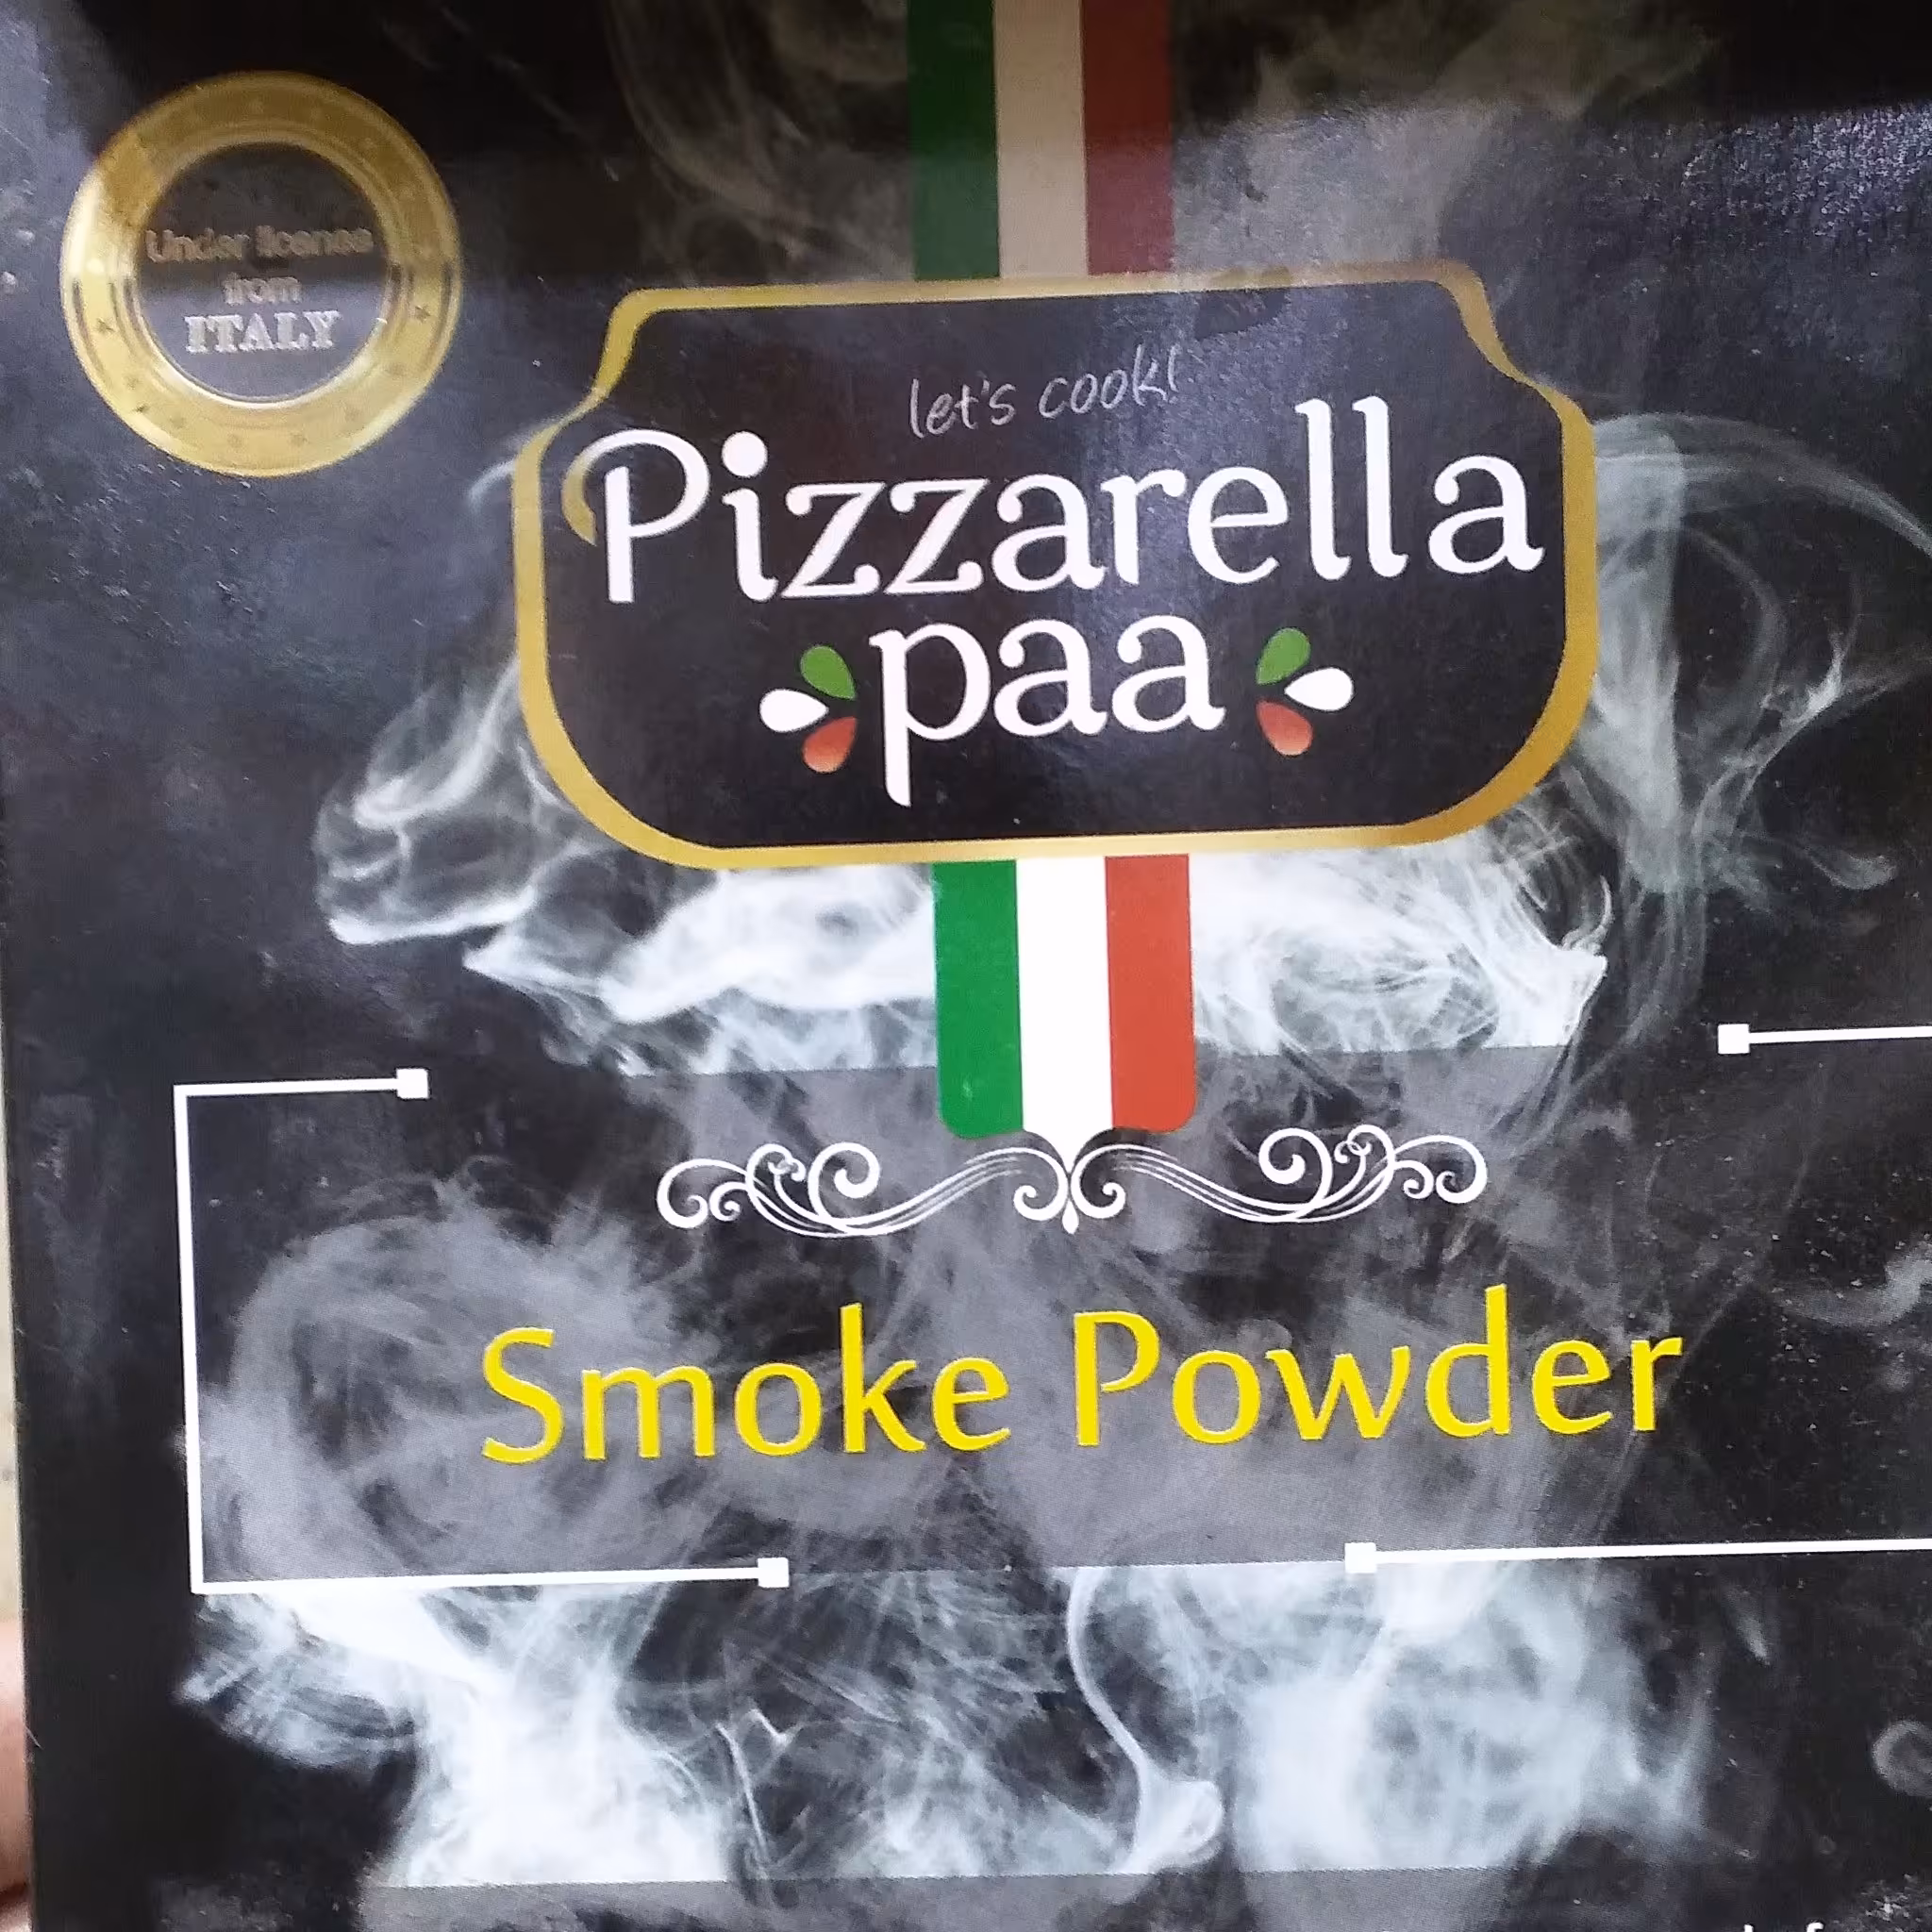 Under license
from
ITALY
let's cook!
Pizzarella
paa
Smoke Powder